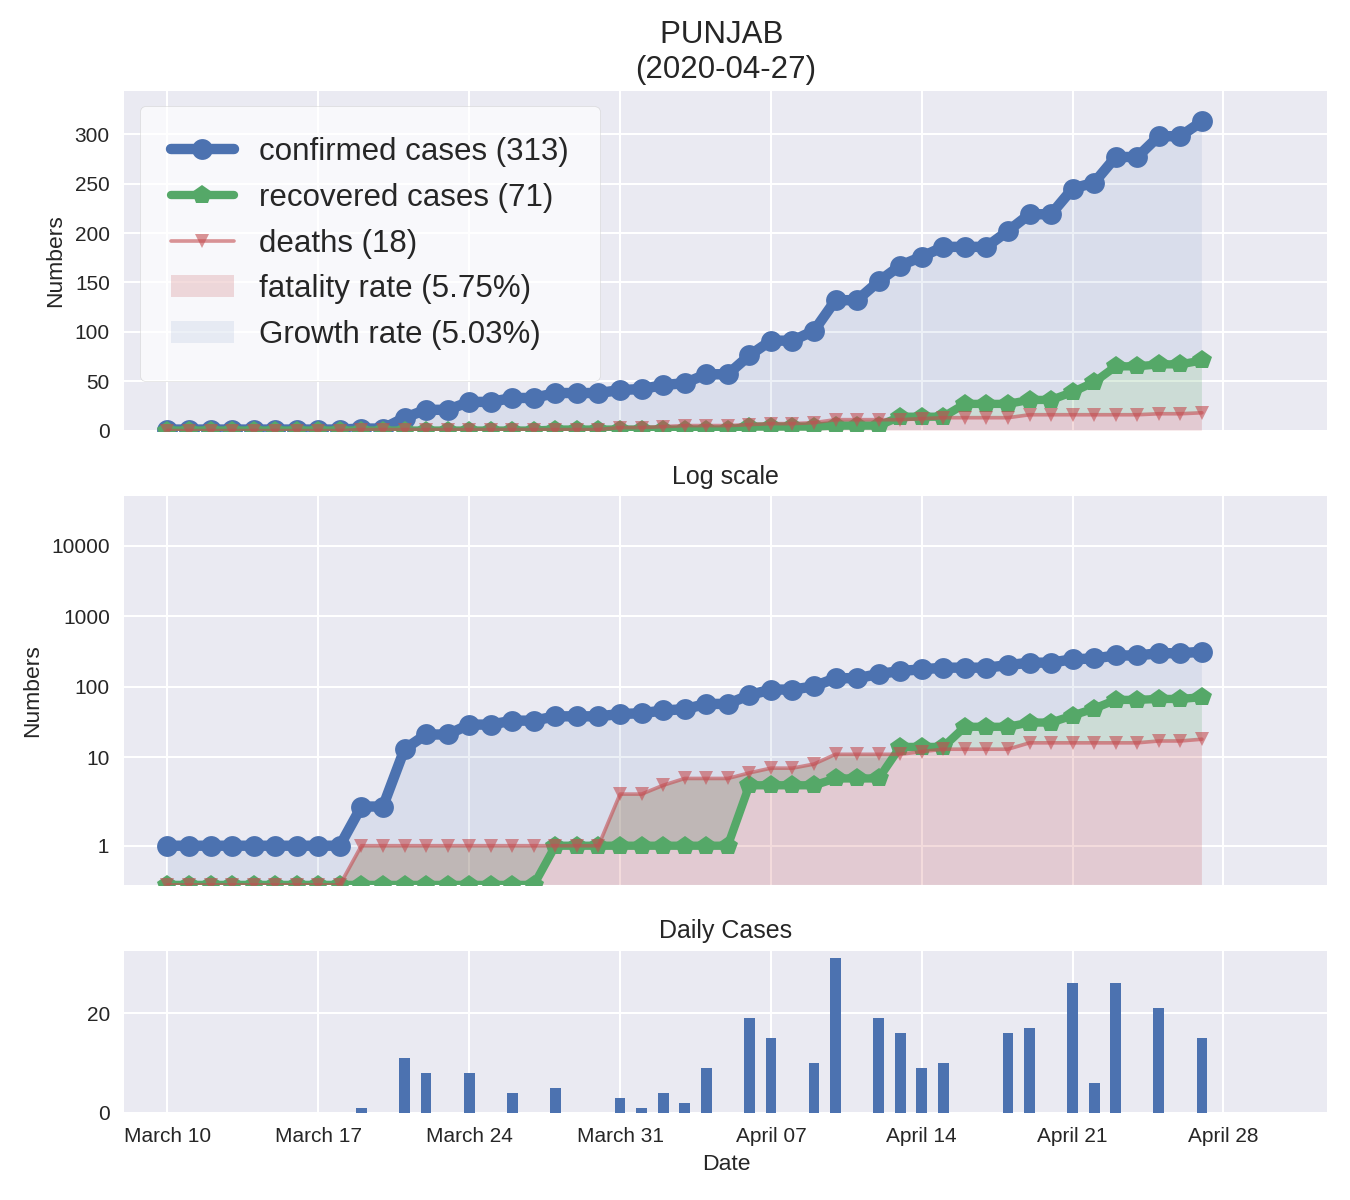 PUNJAB
(2020-04-27)
300
250
200
150
100
50
0
Numbers
confirmed cases (313)
recovered cases (71)
deaths (18)
fatality rate (5.75%)
Growth rate (5.03%)
Log scale
10000
1000
100
10
1
Numbers
Daily Cases
20
0
March 10
March 17
March 24
March 31
April 07
April 14
April 21
April 28
Date